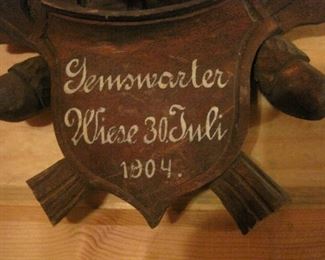 Gemswarter
Wiese 30. Juli
1904.